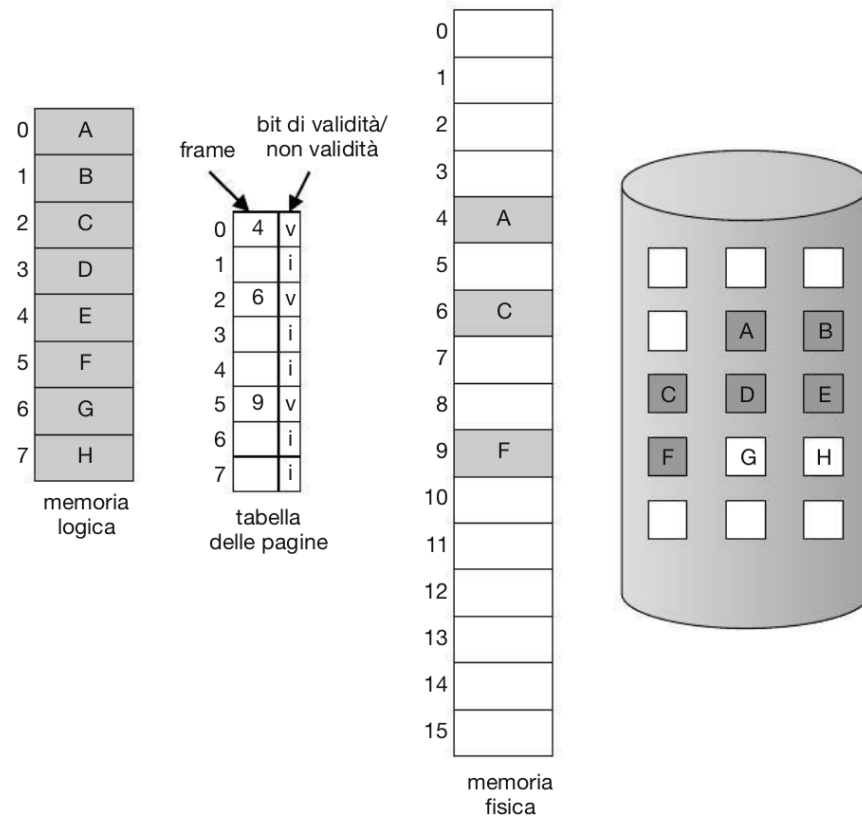 0 A
1 B
2 C
3 D
4 E
5 F
6 G
7 H
memoria
logica
frame
bit di validità/
non validità
0 4 v
1 i
2 6 v
3 i
4 i
5 9 v
6 i
7 i
tabella
delle pagine
0
1
2
3
4 A
5
6 C
7
8
9 F
10
11
12
13
14
15
memoria
fisica
A B
C D E
F G H